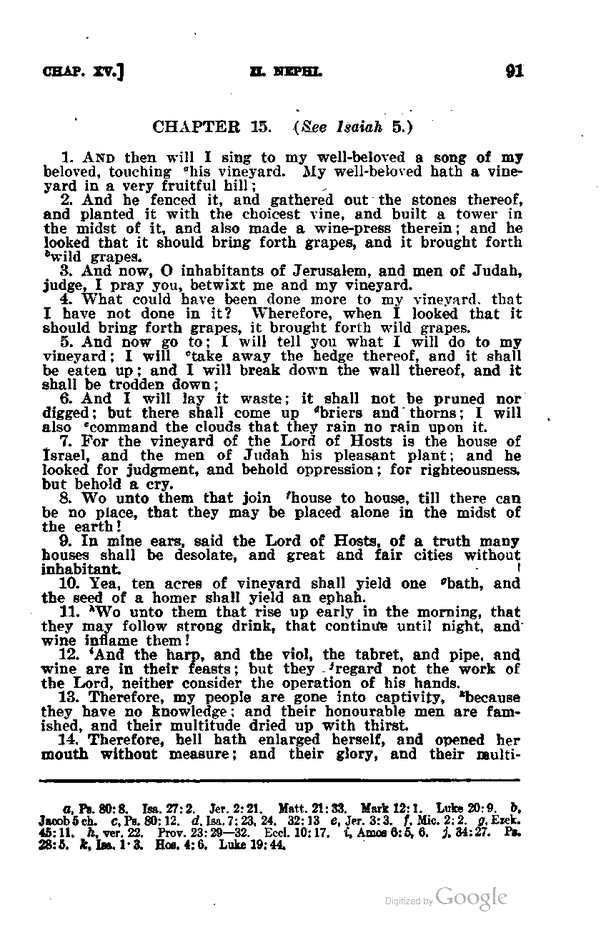 CHAP. XV.] II. NEPHI. 91
CHAPTER 15. (See Isaiah 5.)
1. AND then will I sing to my well-beloved a song of my
beloved, touching ᵃhis vineyard. My well-beloved hath a vine-
yard in a very fruitful hill;
2. And he fenced it, and gathered out the stones thereof,
and planted it with the choicest vine, and built a tower in
the midst of it, and also made a wine-press therein; and he
looked that it should bring forth grapes, and it brought forth
ᵇwild grapes.
3. And now, O inhabitants of Jerusalem, and men of Judah,
judge, I pray you, betwixt me and my vineyard.
4. What could have been done more to my vineyard, that
I have not done in it? Wherefore, when I looked that it
should bring forth grapes, it brought forth wild grapes.
5. And now go to; I will tell you what I will do to my
vineyard; I will ᶜtake away the hedge thereof, and it shall
be eaten up; and I will break down the wall thereof, and it
shall be trodden down;
6. And I will lay it waste; it shall not be pruned nor
digged; but there shall come up ᵈbriers and thorns; I will
also ᵉcommand the clouds that they rain no rain upon it.
7. For the vineyard of the Lord of Hosts is the house of
Israel, and the men of Judah his pleasant plant; and he
looked for judgment, and behold oppression; for righteousness,
but behold a cry.
8. Wo unto them that join ᶠhouse to house, till there can
be no place, that they may be placed alone in the midst of
the earth!
9. In mine ears, said the Lord of Hosts, of a truth many
houses shall be desolate, and great and fair cities without
inhabitant.
10. Yea, ten acres of vineyard shall yield one ᵍbath, and
the seed of a homer shall yield an ephah.
11. ʰWo unto them that rise up early in the morning, that
they may follow strong drink, that continue until night, and
wine inflame them!
12. ⁱAnd the harp, and the viol, the tabret, and pipe, and
wine are in their feasts; but they ʲregard not the work of
the Lord, neither consider the operation of his hands.
13. Therefore, my people are gone into captivity, ᵏbecause
they have no knowledge; and their honourable men are fam-
ished, and their multitude dried up with thirst.
14. Therefore, hell hath enlarged herself, and opened her
mouth without measure; and their glory, and their multi-
a, Ps. 80: 8. Isa. 27: 2. Jer. 2: 21. Matt. 21: 33. Mark 12: 1. Luke 20: 9. b,
Jacob 5 ch. c, Ps. 80: 12. d, Isa. 7: 23, 24. 32: 13 e, Jer. 3: 3. f, Mic. 2: 2. g, Ezek.
45: 11. h, ver. 22. Prov. 23: 29—32. Eccl. 10: 17. i, Amos 6: 5, 6. j, 34: 27. Ps.
28: 5. k, Isa. 1: 3. Hos. 4: 6. Luke 19: 44.
Digitized by Google